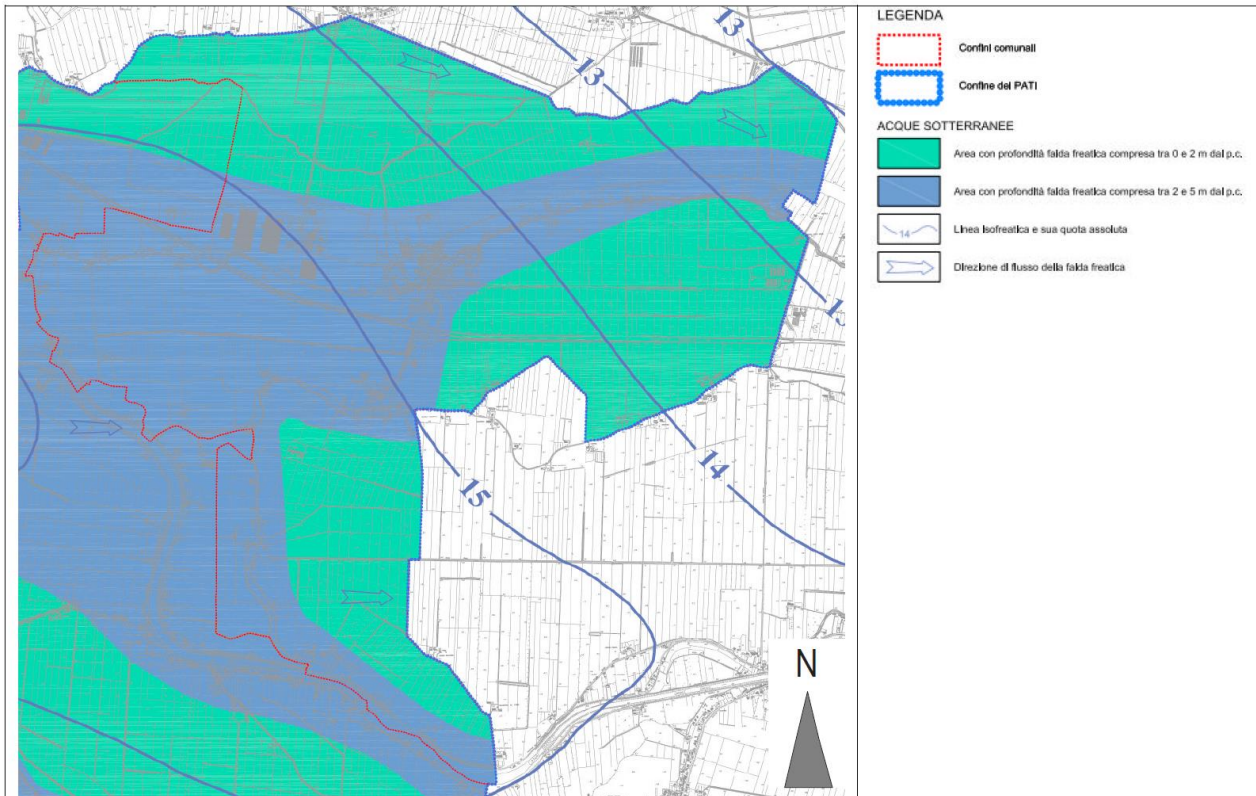 13
13
13
14
15
N
LEGENDA
Confini comunali
Confine del PATI
ACQUE SOTTERRANEE
Area con profondità falda freatica compresa tra 0 e 2 m dal p.c.
Area con profondità falda freatica compresa tra 2 e 5 m dal p.c.
14
Linea isofreatica e sua quota assoluta
Direzione di flusso della falda freatica